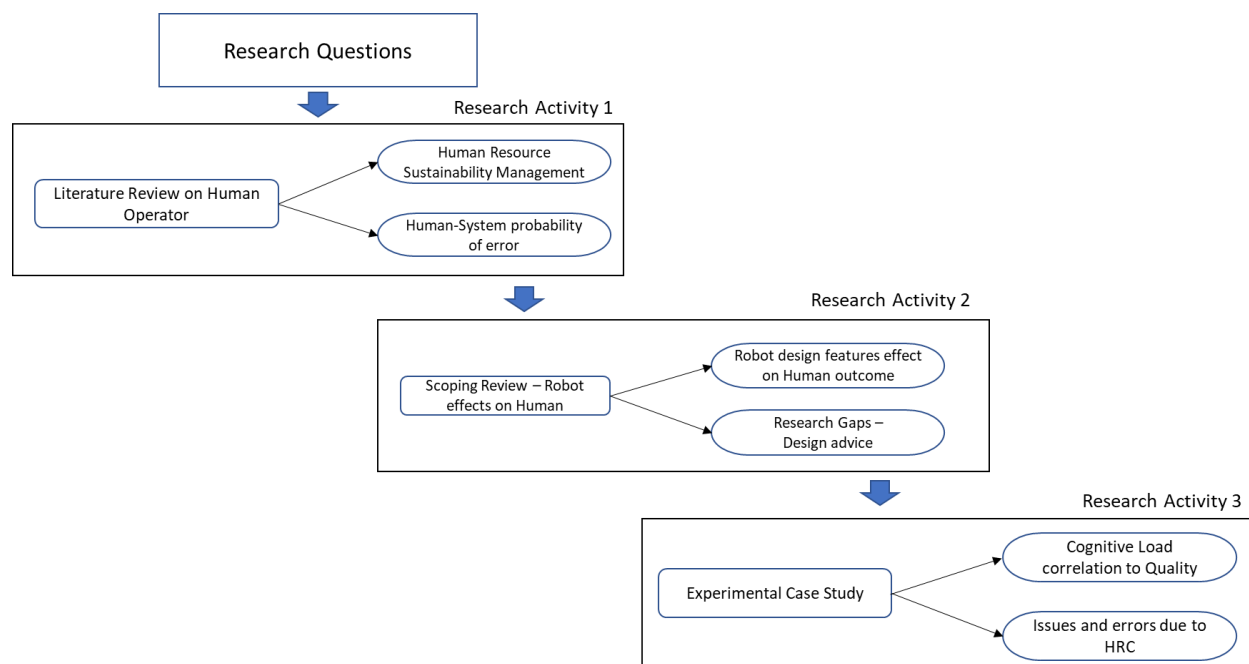 Research Questions
Research Activity 1
Literature Review on Human
Operator
Human Resource
Sustainability Management
Human-System probability
of error
Research Activity 2
Scoping Review – Robot
effects on Human
Robot design features effect
on Human outcome
Research Gaps –
Design advice
Research Activity 3
Experimental Case Study
Cognitive Load
correlation to Quality
Issues and errors due to
HRC